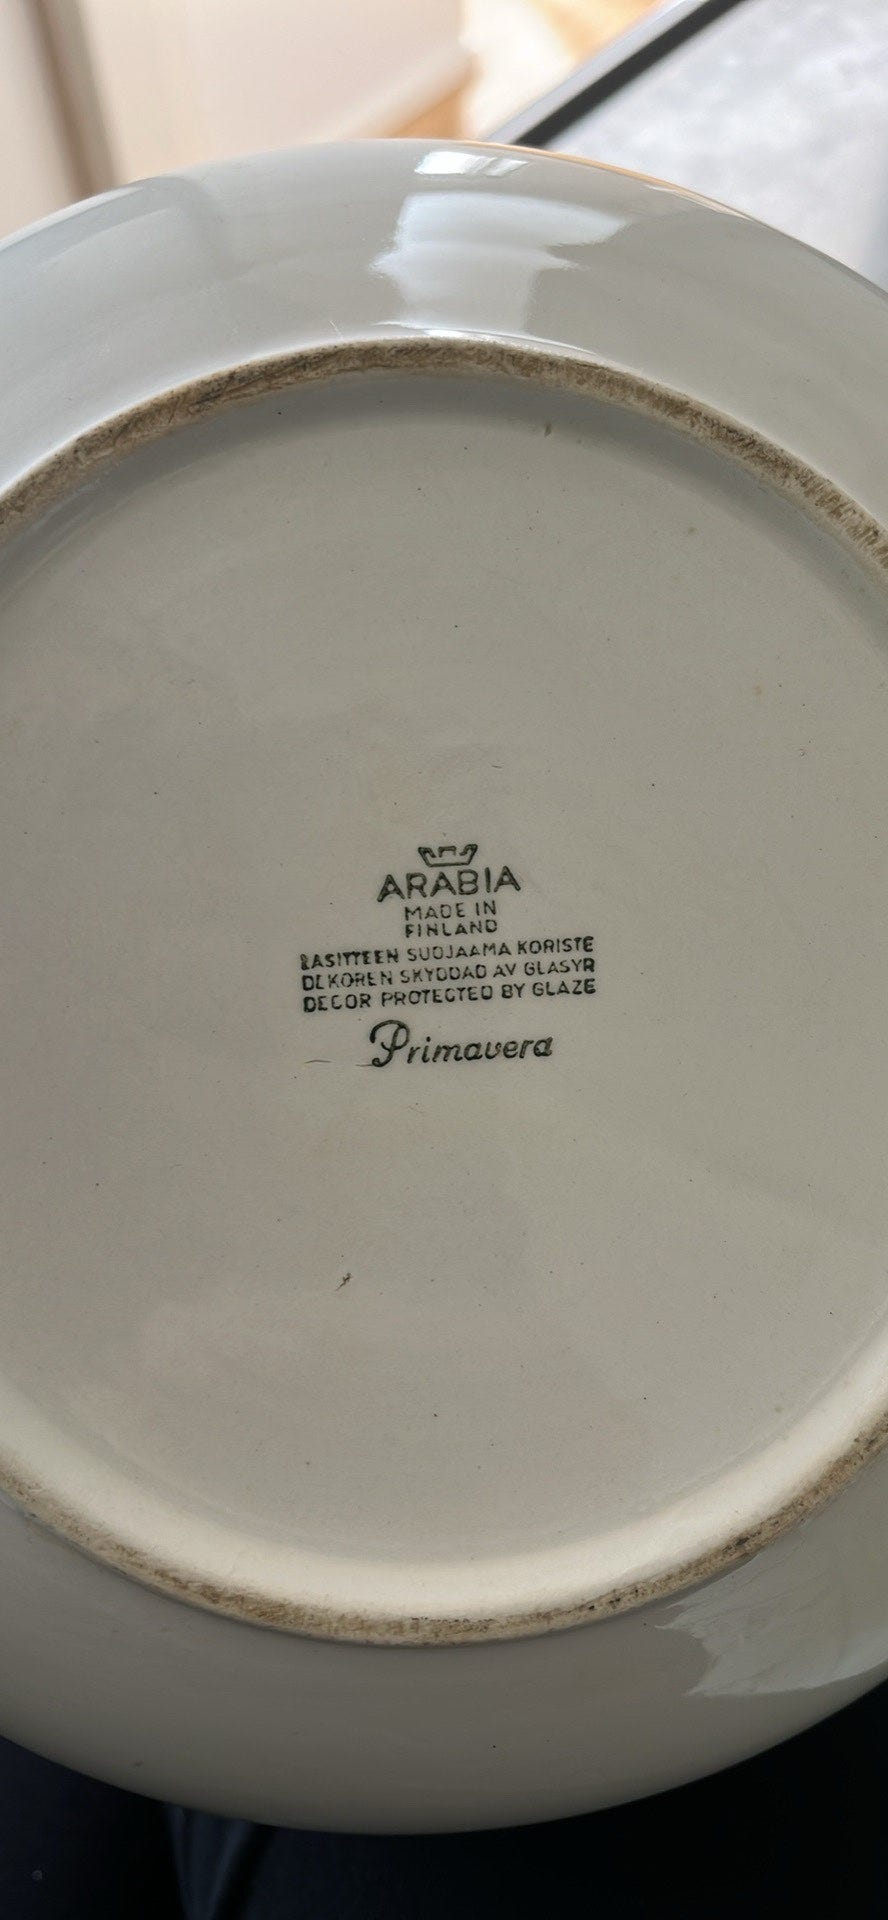 ARABIA
MADE IN
FINLAND
LASITTEEN SUOJAAMA KORISTE
DEKOREN SKYDDAD AV GLASYR
DECOR PROTECTED BY GLAZE
Primavera